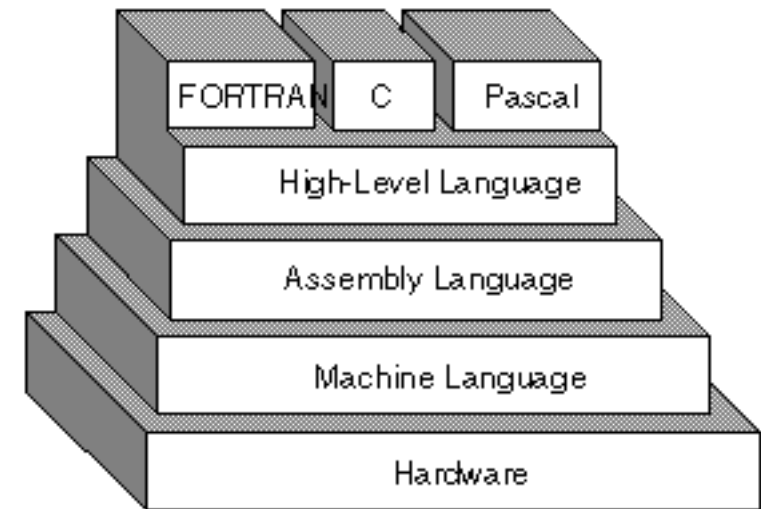 FORTRAN C Pascal
High-Level Language
Assembly Language
Machine Language
Hardware